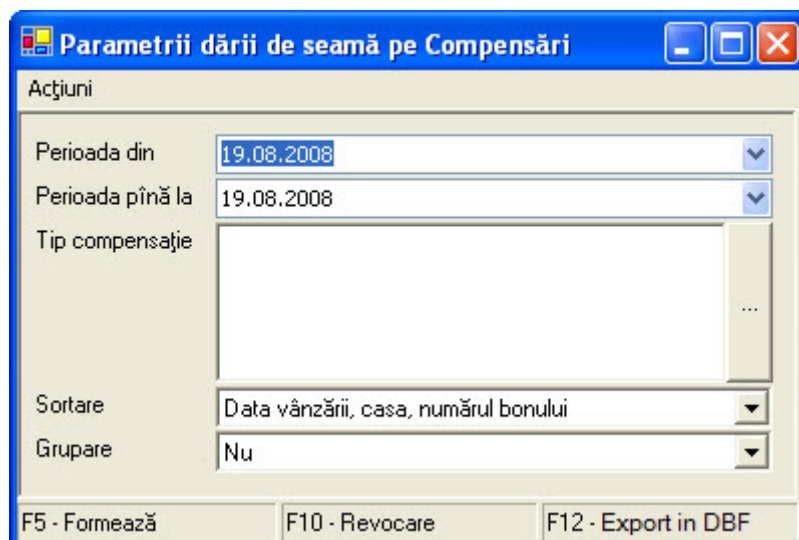 Parametrii dării de seamă pe Compensări
Acţiuni
Perioada din 19.08.2008
Perioada pînă la 19.08.2008
Tip compensaţie
...
Sortare Data vânzării, casa, numărul bonului
Grupare Nu
F5 - Formează F10 - Revocare F12 - Export in DBF